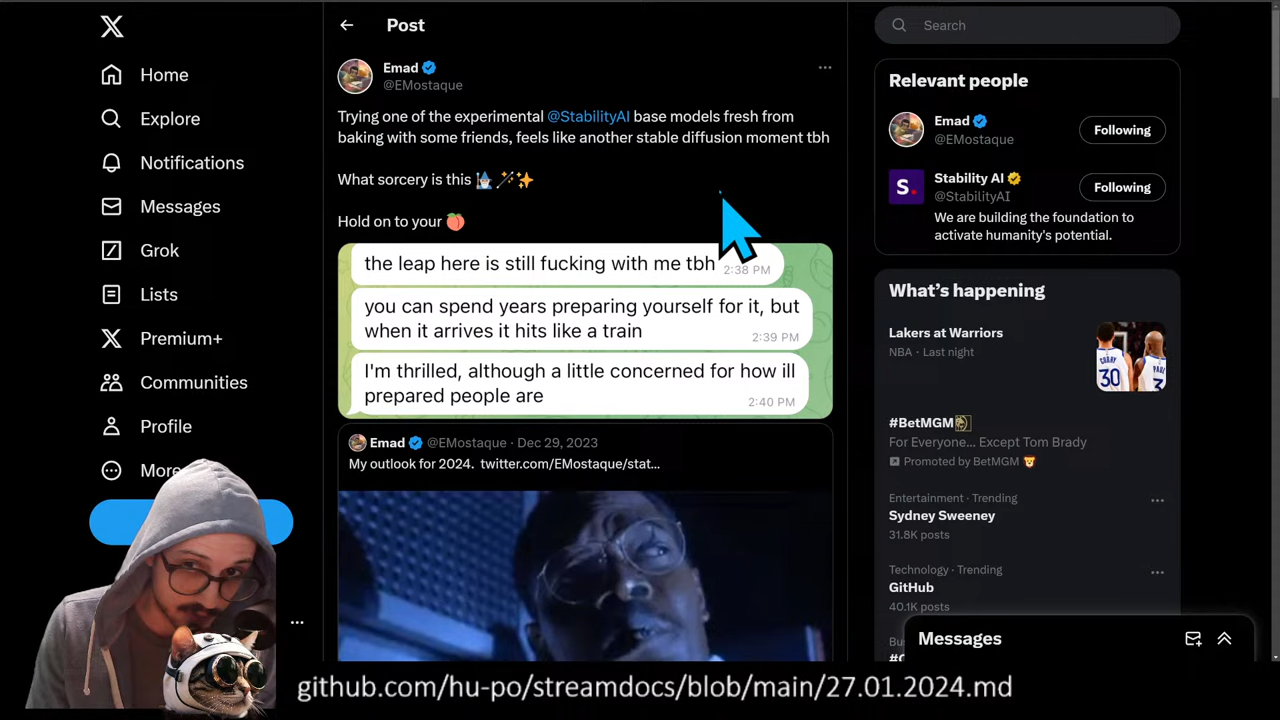 Home
Explore
Notifications
Messages
Grok
Lists
Premium+
Communities
Profile
More
Post
Emad
@EMostaque
Trying one of the experimental @StabilityAI base models fresh from
baking with some friends, feels like another stable diffusion moment tbh
What sorcery is this 🧙‍♂️🪄✨
Hold on to your 🍑
the leap here is still fucking with me tbh
2:38 PM
you can spend years preparing yourself for it, but
when it arrives it hits like a train
2:39 PM
I'm thrilled, although a little concerned for how ill
prepared people are
2:40 PM
Emad @EMostaque · Dec 29, 2023
My outlook for 2024. twitter.com/EMostaque/stat...
Search
Relevant people
Emad
@EMostaque
Following
Stability AI
@StabilityAI
Following
S.
We are building the foundation to
activate humanity's potential.
What's happening
Lakers at Warriors
NBA · Last night
CURRY
30
PAUL
3
#BetMGM
For Everyone... Except Tom Brady
Promoted by BetMGM
Entertainment · Trending
Sydney Sweeney
31.8K posts
Technology · Trending
GitHub
40.1K posts
Messages
github.com/hu-po/streamdocs/blob/main/27.01.2024.md